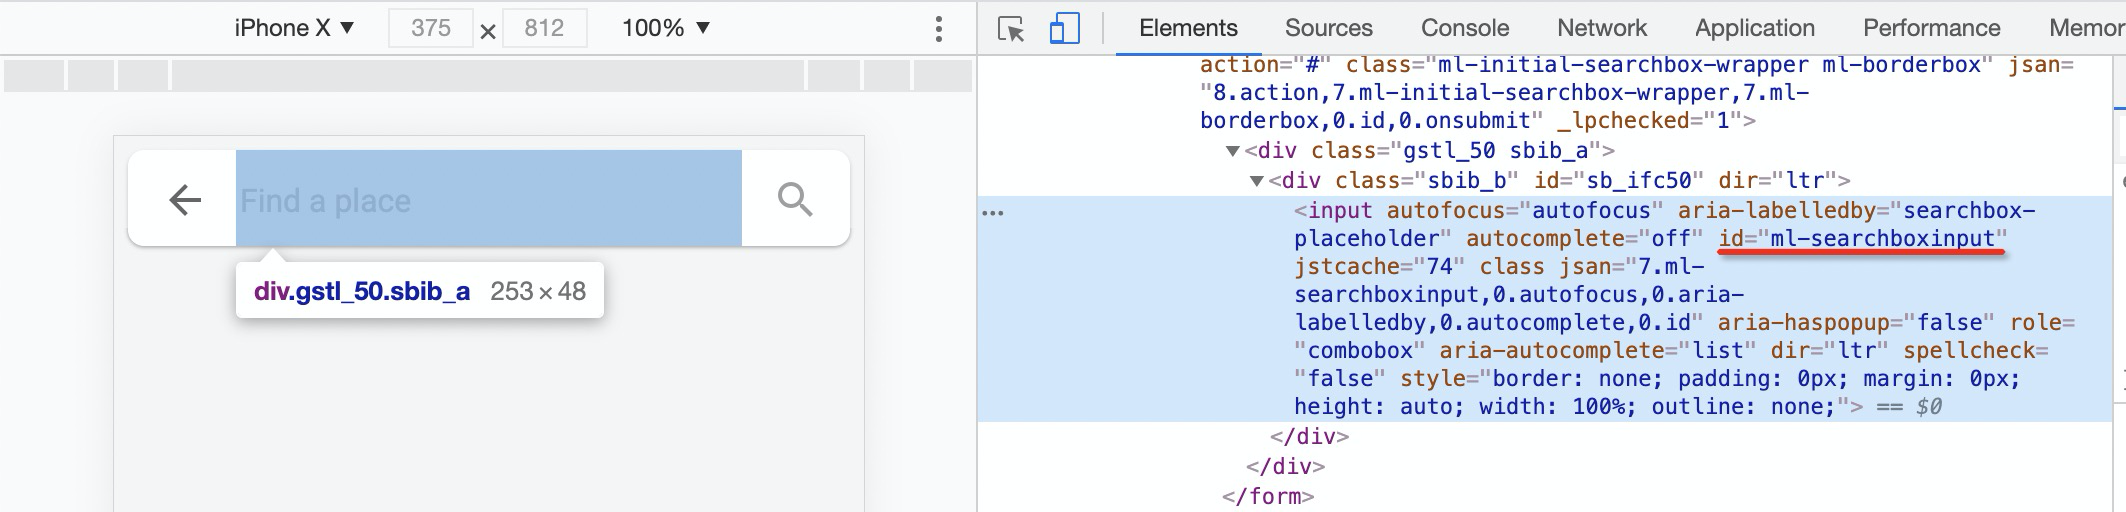 iPhone X ▼ 375 × 812 100% ▼
Elements Sources Console Network Application Performance Memor
Find a place
div.gstl_50.sbib_a 253 × 48
action="#" class="ml-initial-searchbox-wrapper ml-borderbox" jsan=
"8.action,7.ml-initial-searchbox-wrapper,7.ml-
borderbox,0.id,0.onsubmit" _lpchecked="1">
▼<div class="gstl_50 sbib_a">
▼<div class="sbib_b" id="sb_ifc50" dir="ltr">
… <input autofocus="autofocus" aria-labelledby="searchbox-
placeholder" autocomplete="off" id="ml-searchboxinput"
jstcache="74" class jsan="7.ml-
searchboxinput,0.autofocus,0.aria-
labelledby,0.autocomplete,0.id" aria-haspopup="false" role=
"combobox" aria-autocomplete="list" dir="ltr" spellcheck=
"false" style="border: none; padding: 0px; margin: 0px;
height: auto; width: 100%; outline: none;"> == $0
</div>
</div>
</form>